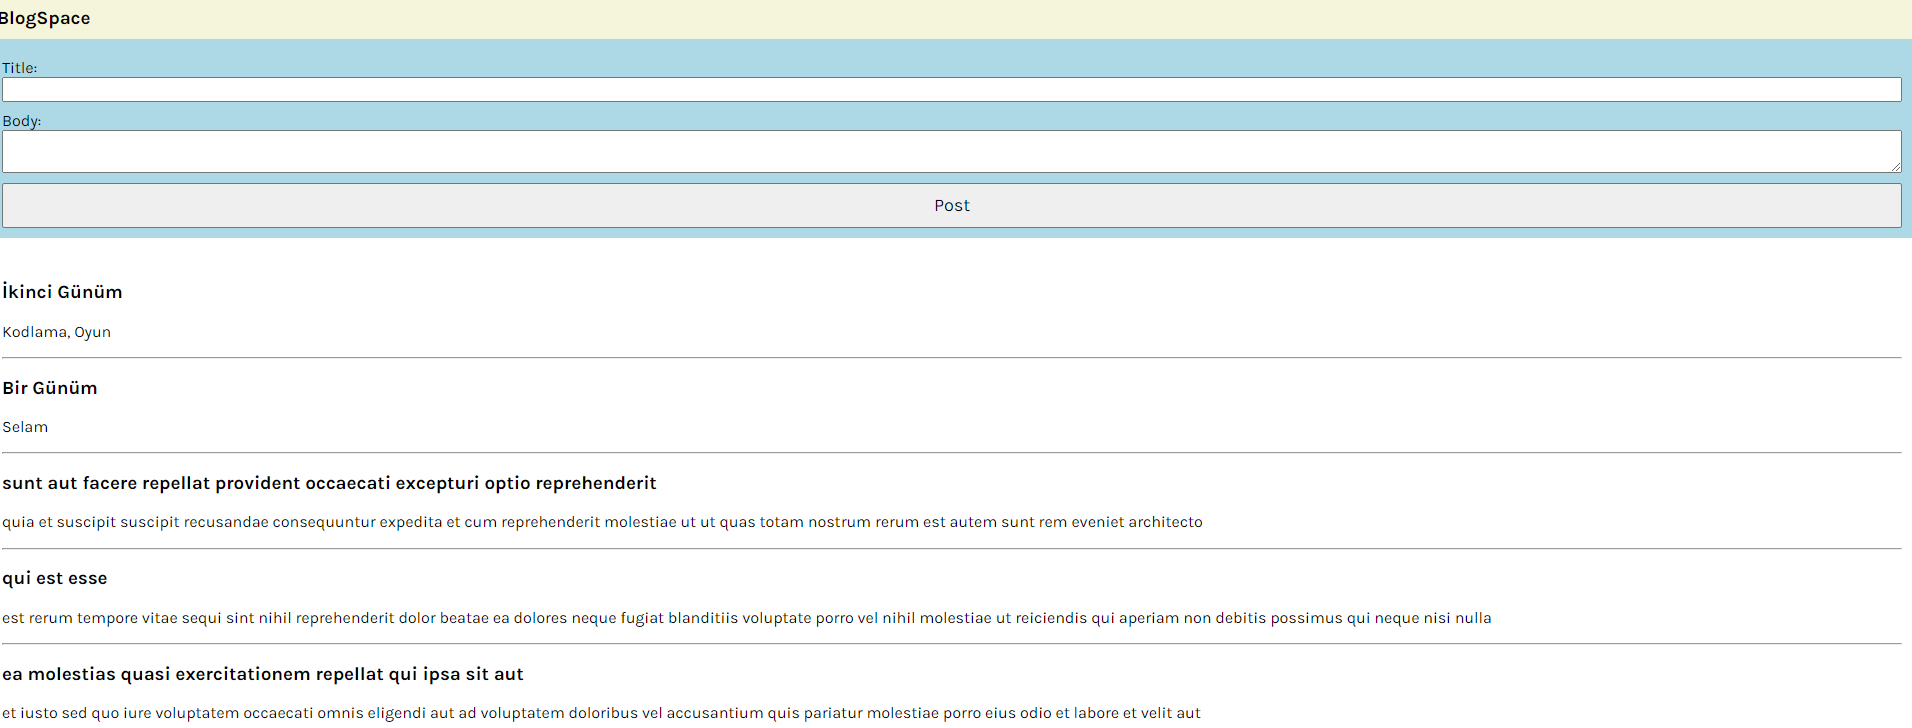 BlogSpace
Title:
Body:
Post
İkinci Günüm
Kodlama, Oyun
Bir Günüm
Selam
sunt aut facere repellat provident occaecati excepturi optio reprehenderit
quia et suscipit suscipit recusandae consequuntur expedita et cum reprehenderit molestiae ut ut quas totam nostrum rerum est autem sunt rem eveniet architecto
qui est esse
est rerum tempore vitae sequi sint nihil reprehenderit dolor beatae ea dolores neque fugiat blanditiis voluptate porro vel nihil molestiae ut reiciendis qui aperiam non debitis possimus qui neque nisi nulla
ea molestias quasi exercitationem repellat qui ipsa sit aut
et iusto sed quo iure voluptatem occaecati omnis eligendi aut ad voluptatem doloribus vel accusantium quis pariatur molestiae porro eius odio et labore et velit aut